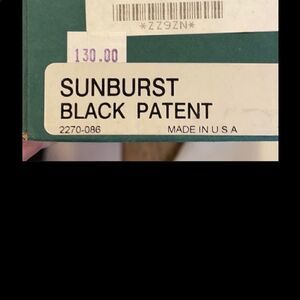 *ZZ9ZN*
130.00
SUNBURST
BLACK PATENT
2270-086 MADE IN U S A